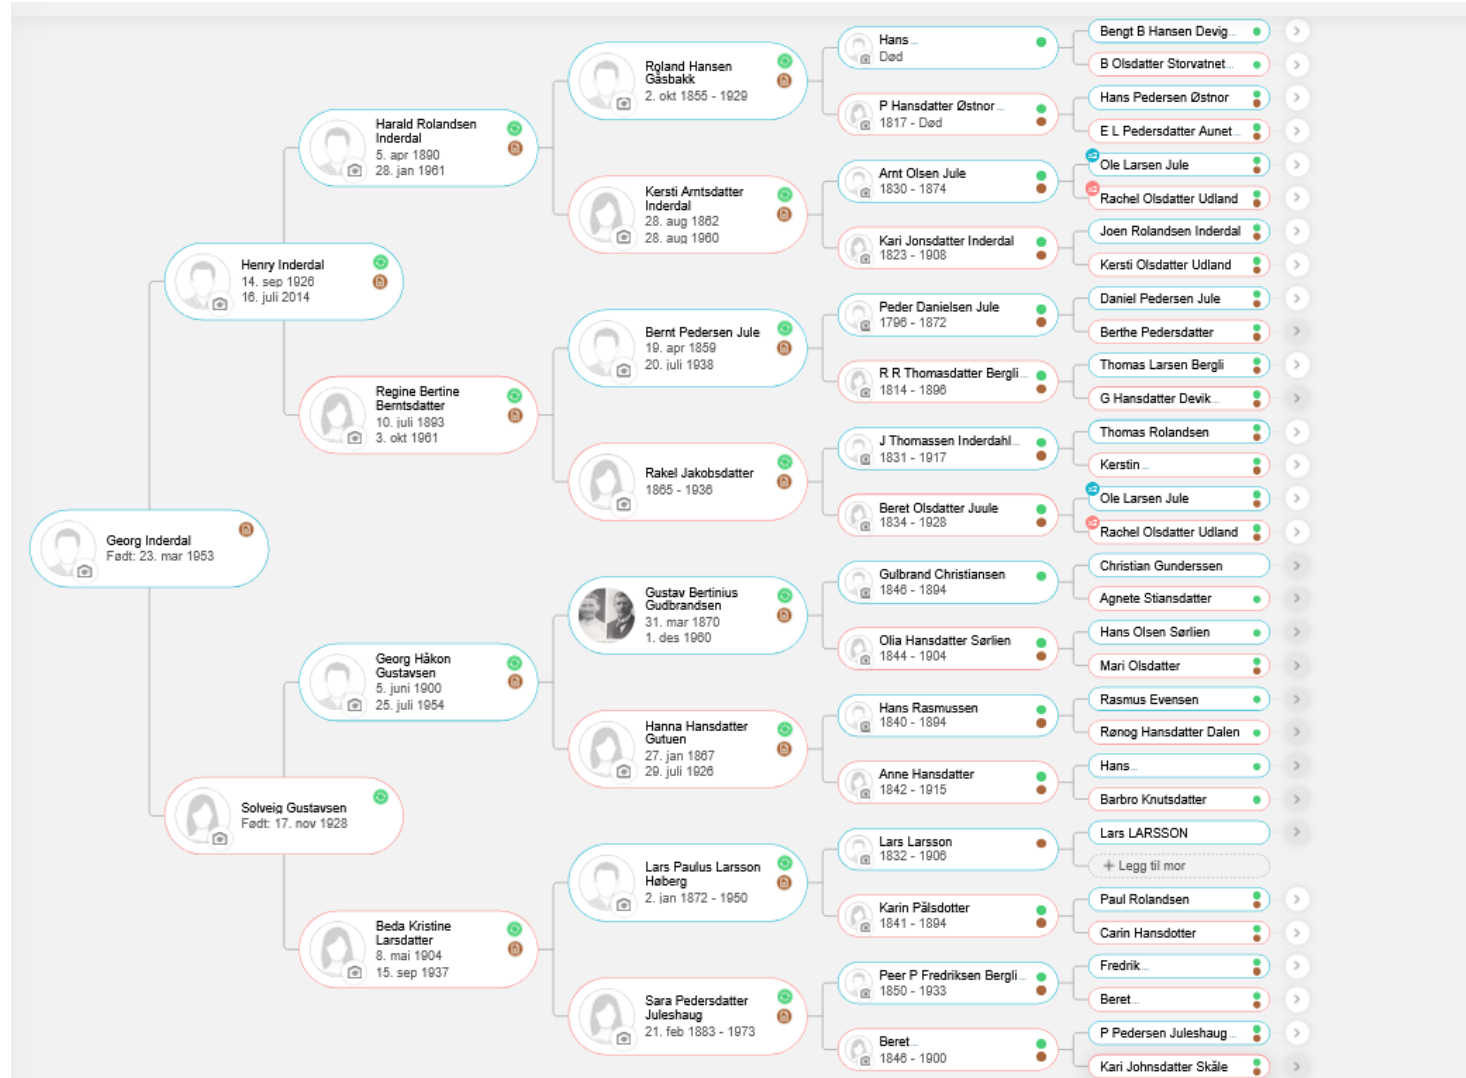 Georg Inderdal
Født: 23. mar 1953
Henry Inderdal
14. sep 1926
16. juli 2014
Solveig Gustavsen
Født: 17. nov 1928
Harald Rolandsen
Inderdal
5. apr 1890
28. jan 1961
Regine Bertine
Berntsdatter
10. juli 1893
3. okt 1961
Georg Håkon
Gustavsen
5. juni 1900
25. juli 1954
Beda Kristine
Larsdatter
8. mai 1904
15. sep 1937
Roland Hansen
Gåsbakk
2. okt 1855 - 1929
Kersti Arntsdatter
Inderdal
28. aug 1862
28. aug 1960
Bernt Pedersen Jule
19. apr 1859
20. juli 1938
Rakel Jakobsdatter
1865 - 1936
Gustav Bertinius
Gudbrandsen
31. mar 1870
1. des 1960
Hanna Hansdatter
Gutuen
27. jan 1867
29. juli 1926
Lars Paulus Larsson
Høberg
2. jan 1872 - 1950
Sara Pedersdatter
Juleshaug
21. feb 1883 - 1973
Hans...
Død
P Hansdatter Østnor...
1817 - Død
Arnt Olsen Jule
1830 - 1874
Kari Jonsdatter Inderdal
1823 - 1908
Peder Danielsen Jule
1796 - 1872
R R Thomasdatter Bergli...
1814 - 1896
J Thomassen Inderdahl...
1831 - 1917
Beret Olsdatter Juule
1834 - 1928
Gulbrand Christiansen
1846 - 1894
Olia Hansdatter Sørlien
1844 - 1904
Hans Rasmussen
1840 - 1894
Anne Hansdatter
1842 - 1915
Lars Larsson
1832 - 1906
Karin Pålsdotter
1841 - 1894
Peer P Fredriksen Bergli...
1850 - 1933
Beret...
1846 - 1900
Bengt B Hansen Devig...
B Olsdatter Storvatnet...
Hans Pedersen Østnor
E L Pedersdatter Aunet...
x2
Ole Larsen Jule
x2
Rachel Olsdatter Udland
Joen Rolandsen Inderdal
Kersti Olsdatter Udland
Daniel Pedersen Jule
Berthe Pedersdatter
Thomas Larsen Bergli
G Hansdatter Devik...
Thomas Rolandsen
Kerstin...
x2
Ole Larsen Jule
x2
Rachel Olsdatter Udland
Christian Gunderssen
Agnete Stiansdatter
Hans Olsen Sørlien
Mari Olsdatter
Rasmus Evensen
Rønog Hansdatter Dalen
Hans...
Barbro Knutsdatter
Lars LARSSON
+ Legg til mor
Paul Rolandsen
Carin Hansdotter
Fredrik...
Beret...
P Pedersen Juleshaug...
Kari Johnsdatter Skåle